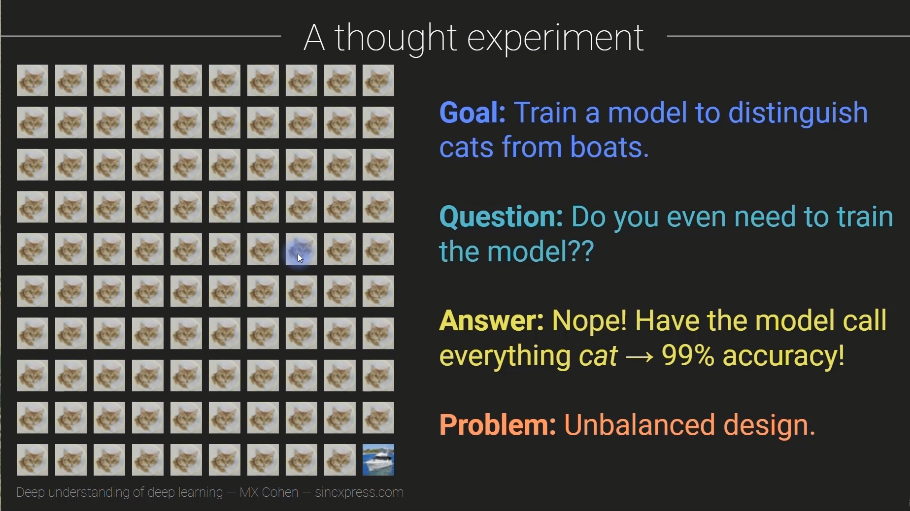 A thought experiment
Goal: Train a model to distinguish
cats from boats.
Question: Do you even need to train
the model??
Answer: Nope! Have the model call
everything cat → 99% accuracy!
Problem: Unbalanced design.
Deep understanding of deep learning – MX Cohen – sincxpress.com